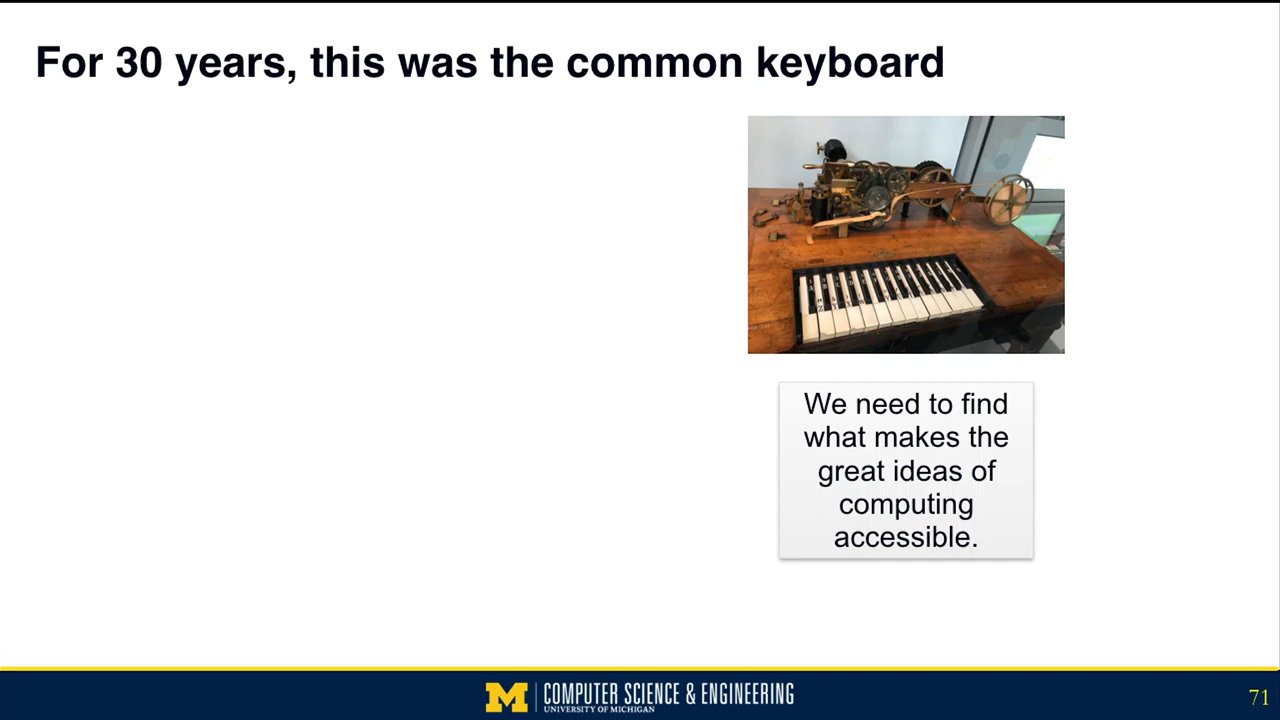 For 30 years, this was the common keyboard
We need to find
what makes the
great ideas of
computing
accessible.
M
COMPUTER SCIENCE & ENGINEERING
UNIVERSITY OF MICHIGAN
71